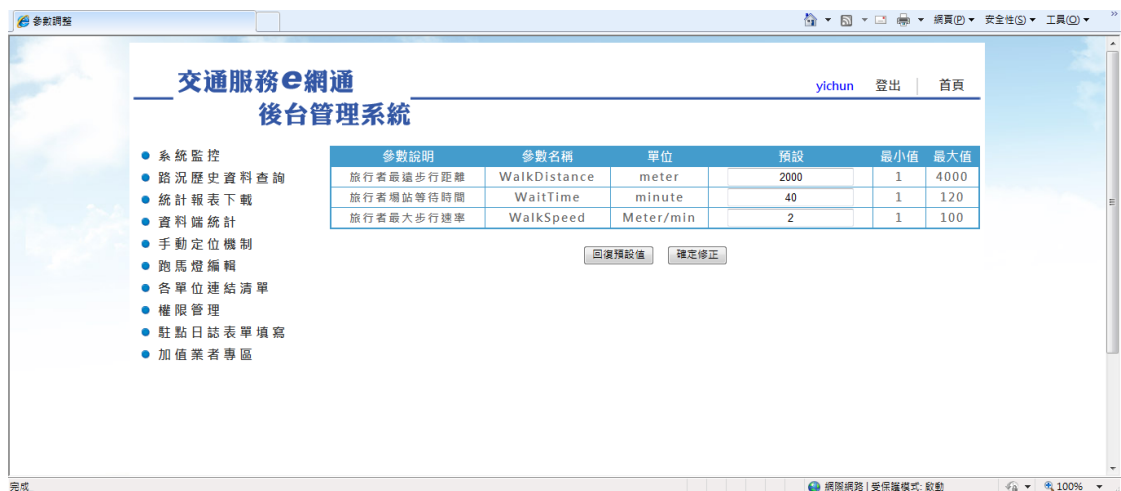 參數調整
網頁(P) 安全性(S) 工具(O) »
交通服務e網通
後台管理系統
yichun 登出 首頁
系統監控
路況歷史資料查詢
統計報表下載
資料端統計
手動定位機制
跑馬燈編輯
各單位連結清單
權限管理
駐點日誌表單填寫
加值業者專區
參數說明 參數名稱 單位 預設 最小值 最大值
旅行者最遠步行距離 WalkDistance meter 2000 1 4000
旅行者場站等待時間 WaitTime minute 40 1 120
旅行者最大步行速率 WalkSpeed Meter/min 2 1 100
回復預設值 確定修正
完成 網際網路 | 受保護模式: 啟動 100%